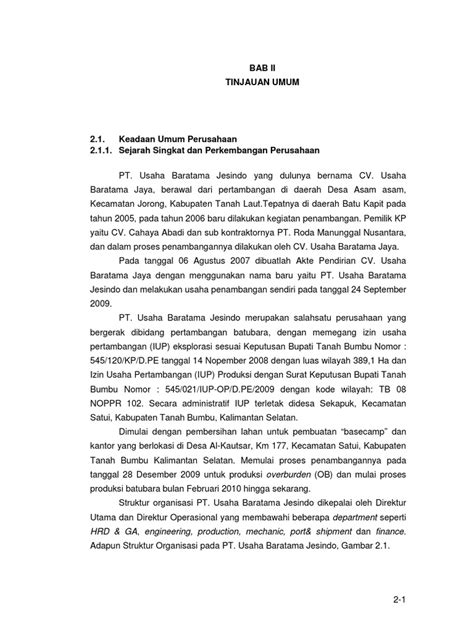 BAB II
TINJAUAN UMUM
2.1. Keadaan Umum Perusahaan
2.1.1. Sejarah Singkat dan Perkembangan Perusahaan
PT. Usaha Baratama Jesindo yang dulunya bernama CV. Usaha
Baratama Jaya, berawal dari pertambangan di daerah Desa Asam asam,
Kecamatan Jorong, Kabupaten Tanah Laut.Tepatnya di daerah Batu Kapit pada
tahun 2005, pada tahun 2006 baru dilakukan kegiatan penambangan. Pemilik KP
yaitu CV. Cahaya Abadi dan sub kontraktornya PT. Roda Manunggal Nusantara,
dan dalam proses penambangannya dilakukan oleh CV. Usaha Baratama Jaya.
Pada tanggal 06 Agustus 2007 dibuatlah Akte Pendirian CV. Usaha
Baratama Jaya dengan menggunakan nama baru yaitu PT. Usaha Baratama
Jesindo dan melakukan usaha penambangan sendiri pada tanggal 24 September
2009.
PT. Usaha Baratama Jesindo merupakan salahsatu perusahaan yang
bergerak dibidang pertambangan batubara, dengan memegang izin usaha
pertambangan (IUP) eksplorasi sesuai Keputusan Bupati Tanah Bumbu Nomor :
545/120/KP/D.PE tanggal 14 Nopember 2008 dengan luas wilayah 389,1 Ha dan
Izin Usaha Pertambangan (IUP) Produksi dengan Surat Keputusan Bupati Tanah
Bumbu Nomor : 545/021/IUP-OP/D.PE/2009 dengan kode wilayah: TB 08
NOPPR 102. Secara administratif IUP terletak didesa Sekapuk, Kecamatan
Satui, Kabupaten Tanah Bumbu, Kalimantan Selatan.
Dimulai dengan pembersihan lahan untuk pembuatan “basecamp” dan
kantor yang berlokasi di Desa Al-Kautsar, Km 177, Kecamatan Satui, Kabupaten
Tanah Bumbu Kalimantan Selatan. Memulai proses penambangannya pada
tanggal 28 Desember 2009 untuk produksi overburden (OB) dan mulai proses
produksi batubara bulan Februari 2010 hingga sekarang.
Struktur organisasi PT. Usaha Baratama Jesindo dikepalai oleh Direktur
Utama dan Direktur Operasional yang membawahi beberapa department seperti
HRD & GA, engineering, production, mechanic, port& shipment dan finance.
Adapun Struktur Organisasi pada PT. Usaha Baratama Jesindo, Gambar 2.1.
2-1